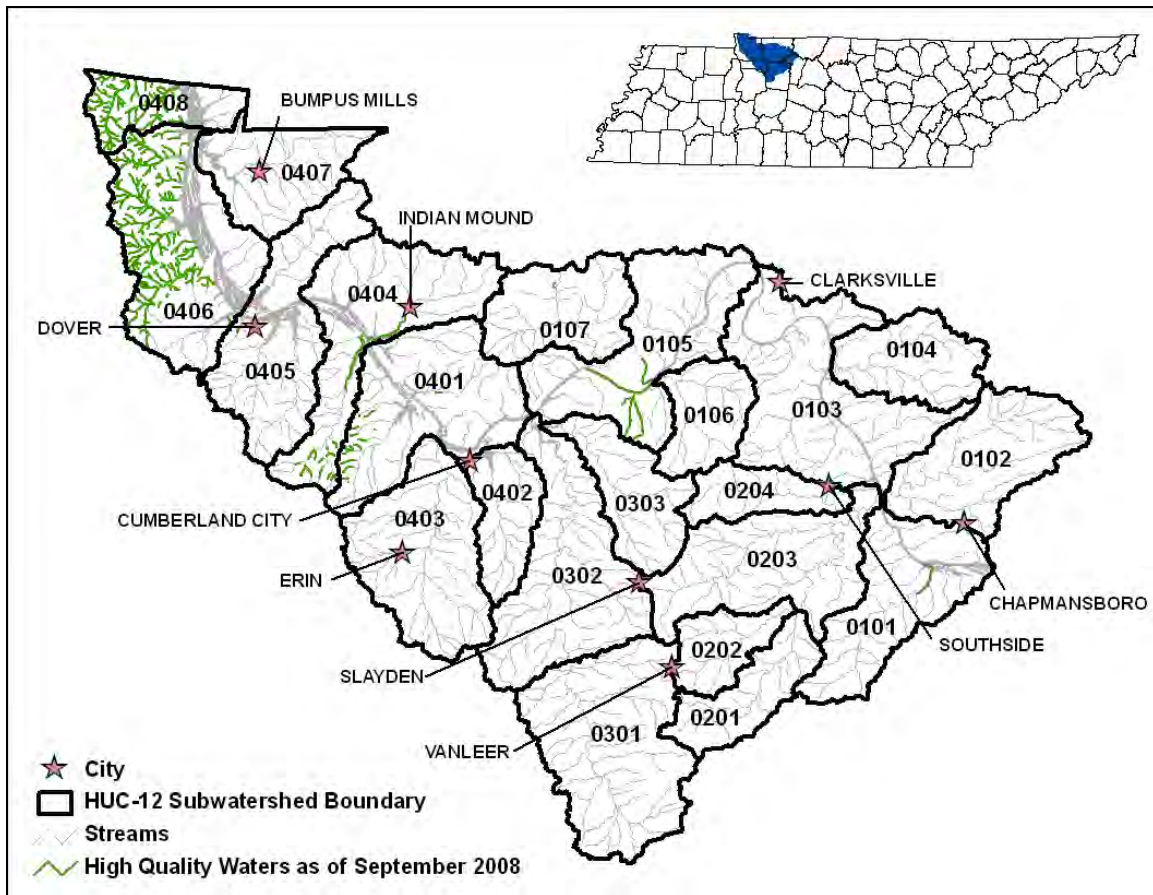 0408
BUMPUS MILLS
0407
INDIAN MOUND
0404
CLARKSVILLE
0406
0107
0105
DOVER
0104
0405
0401
0106
0103
0102
0402
0204
0303
CUMBERLAND CITY
0403
0203
ERIN
0302
CHAPMANSBORO
0101
SOUTHSIDE
0202
SLAYDEN
0201
0301
VANLEER
City
HUC-12 Subwatershed Boundary
Streams
High Quality Waters as of September 2008